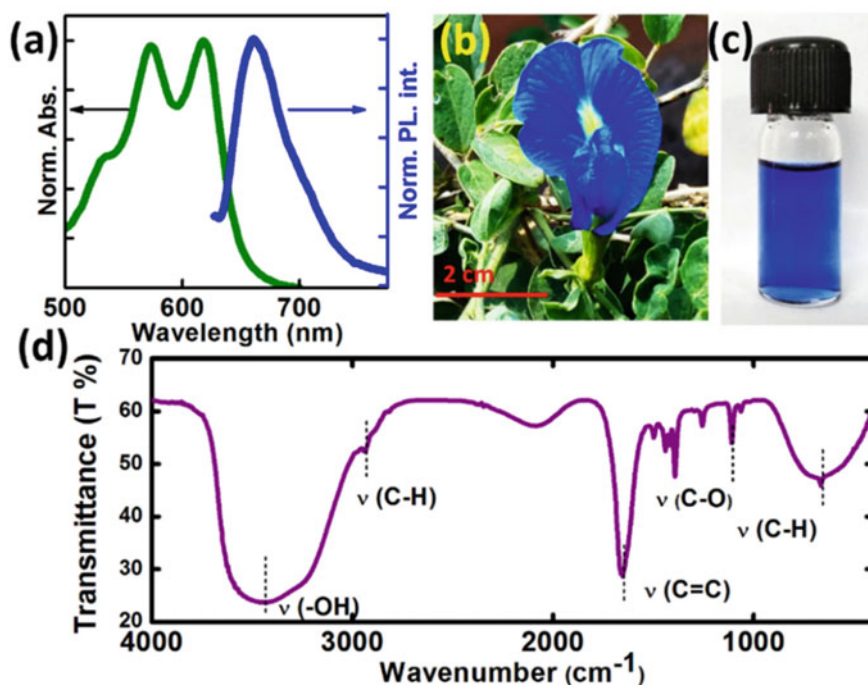 (a)
Norm. Abs.
Norm. PL. int.
500 600 700
Wavelength (nm)
(b)
2 cm
(c)
(d)
Transmittance (T %)
70
60
50
40
30
20
ν (C-H)
ν (C-O)
ν (C-H)
ν (C=C)
ν (-OH)
4000 3000 2000 1000
Wavenumber (cm⁻¹)